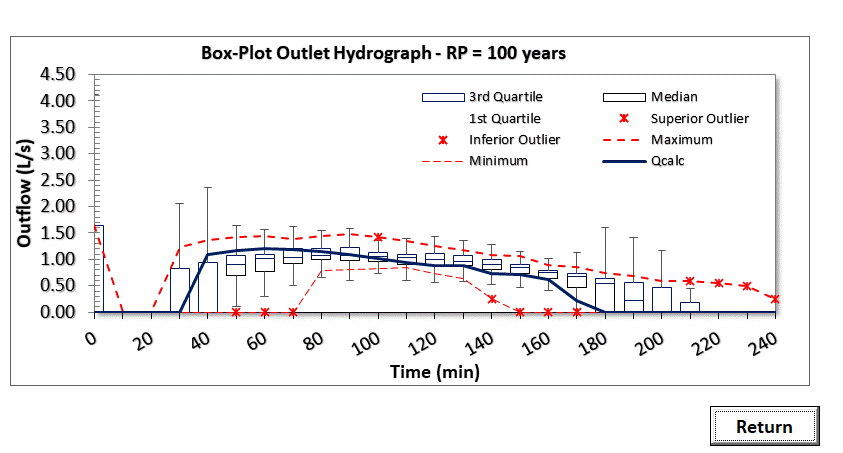 Box-Plot Outlet Hydrograph - RP = 100 years
4.50
4.00
3.50
3.00
2.50
2.00
1.50
1.00
0.50
0.00
Outflow (L/s)
3rd Quartile
Median
1st Quartile
Superior Outlier
Inferior Outlier
Maximum
Minimum
Qcalc
0 20 40 60 80 100 120 140 160 180 200 220 240
Time (min)
Return